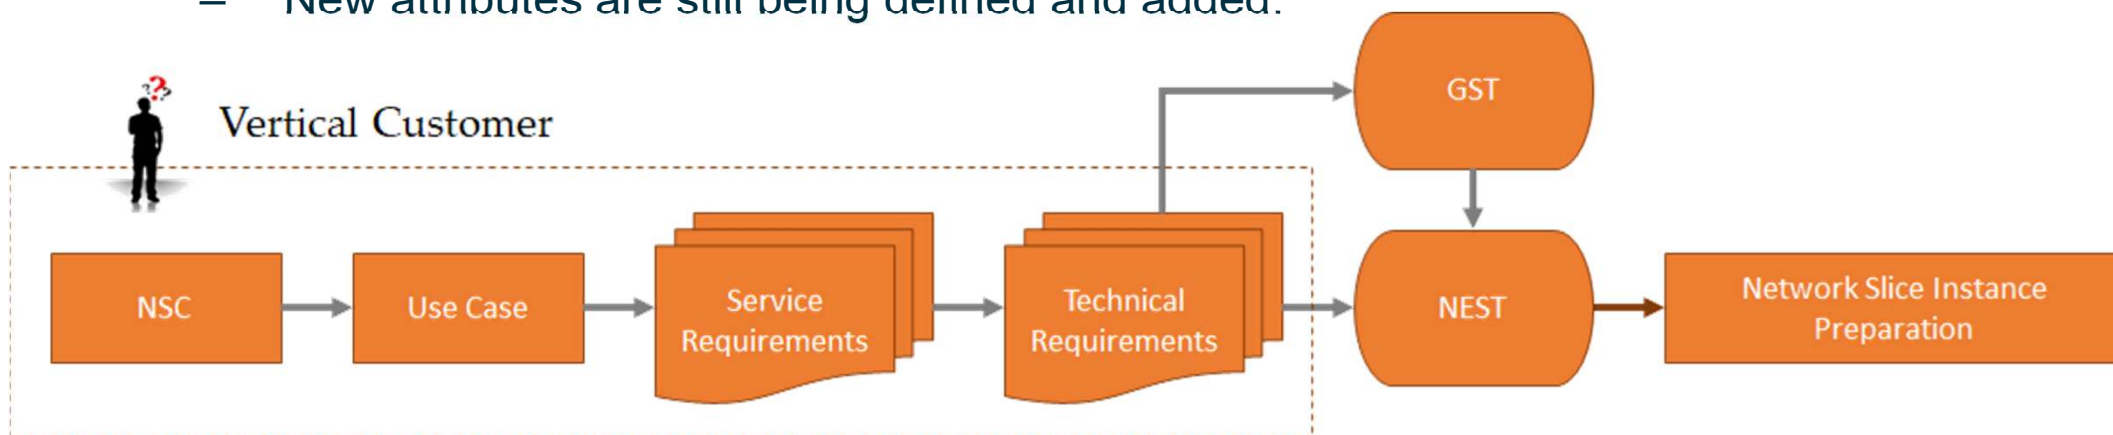 – New attributes are still being defined and added.
???
Vertical Customer
GST
NSC
Use Case
Service
Requirements
Technical
Requirements
NEST
Network Slice Instance
Preparation